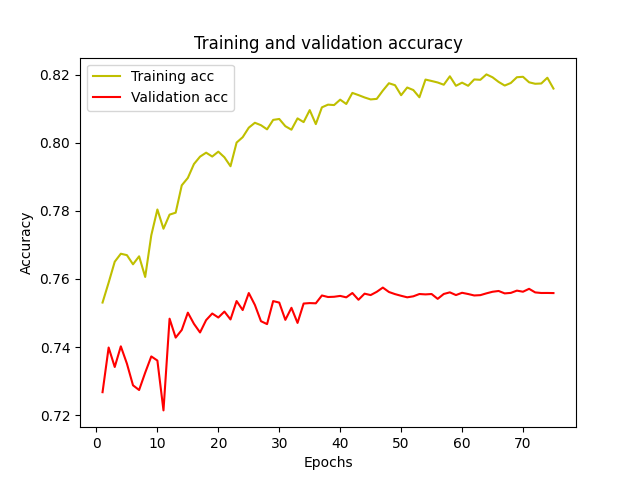 Training and validation accuracy
Training acc
Validation acc
0.82
0.80
0.78
0.76
0.74
0.72
Accuracy
0 10 20 30 40 50 60 70
Epochs